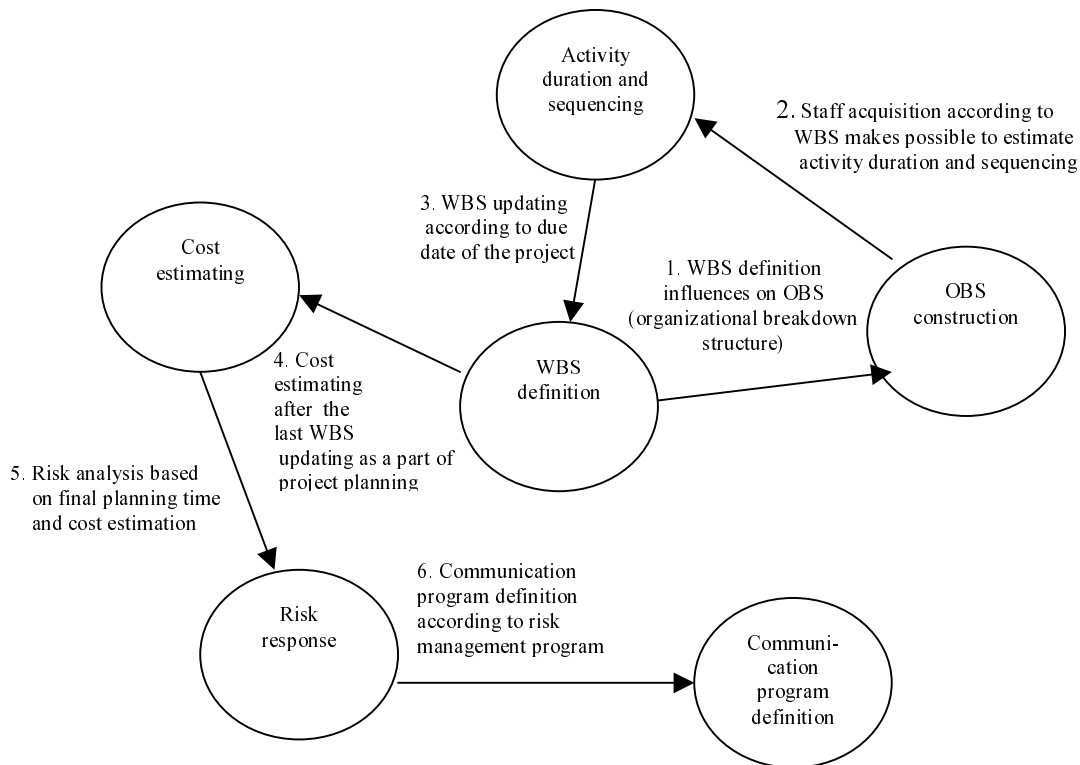 Activity
duration and
sequencing
2. Staff acquisition according to
WBS makes possible to estimate
activity duration and sequencing
3. WBS updating
according to due
date of the project
Cost
estimating
1. WBS definition
influences on OBS
(organizational breakdown
structure)
OBS
construction
WBS
definition
4. Cost
estimating
after the
last WBS
updating as a part of
project planning
5. Risk analysis based
on final planning time
and cost estimation
Risk
response
6. Communication
program definition
according to risk
management program
Communi-
cation
program
definition